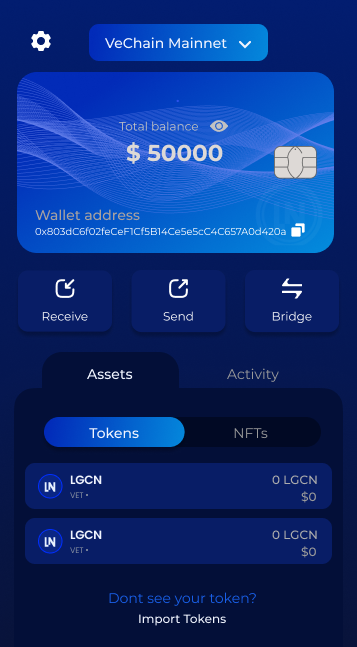 VeChain Mainnet
Total balance
$ 50000
Wallet address
0x803dC6f02feCeF1Cf5B14Ce5e5cC4C657A0d420a
Receive
Send
Bridge
Assets
Activity
Tokens
NFTs
LGCN
0 LGCN
VET •
$0
LGCN
0 LGCN
VET •
$0
Dont see your token?
Import Tokens